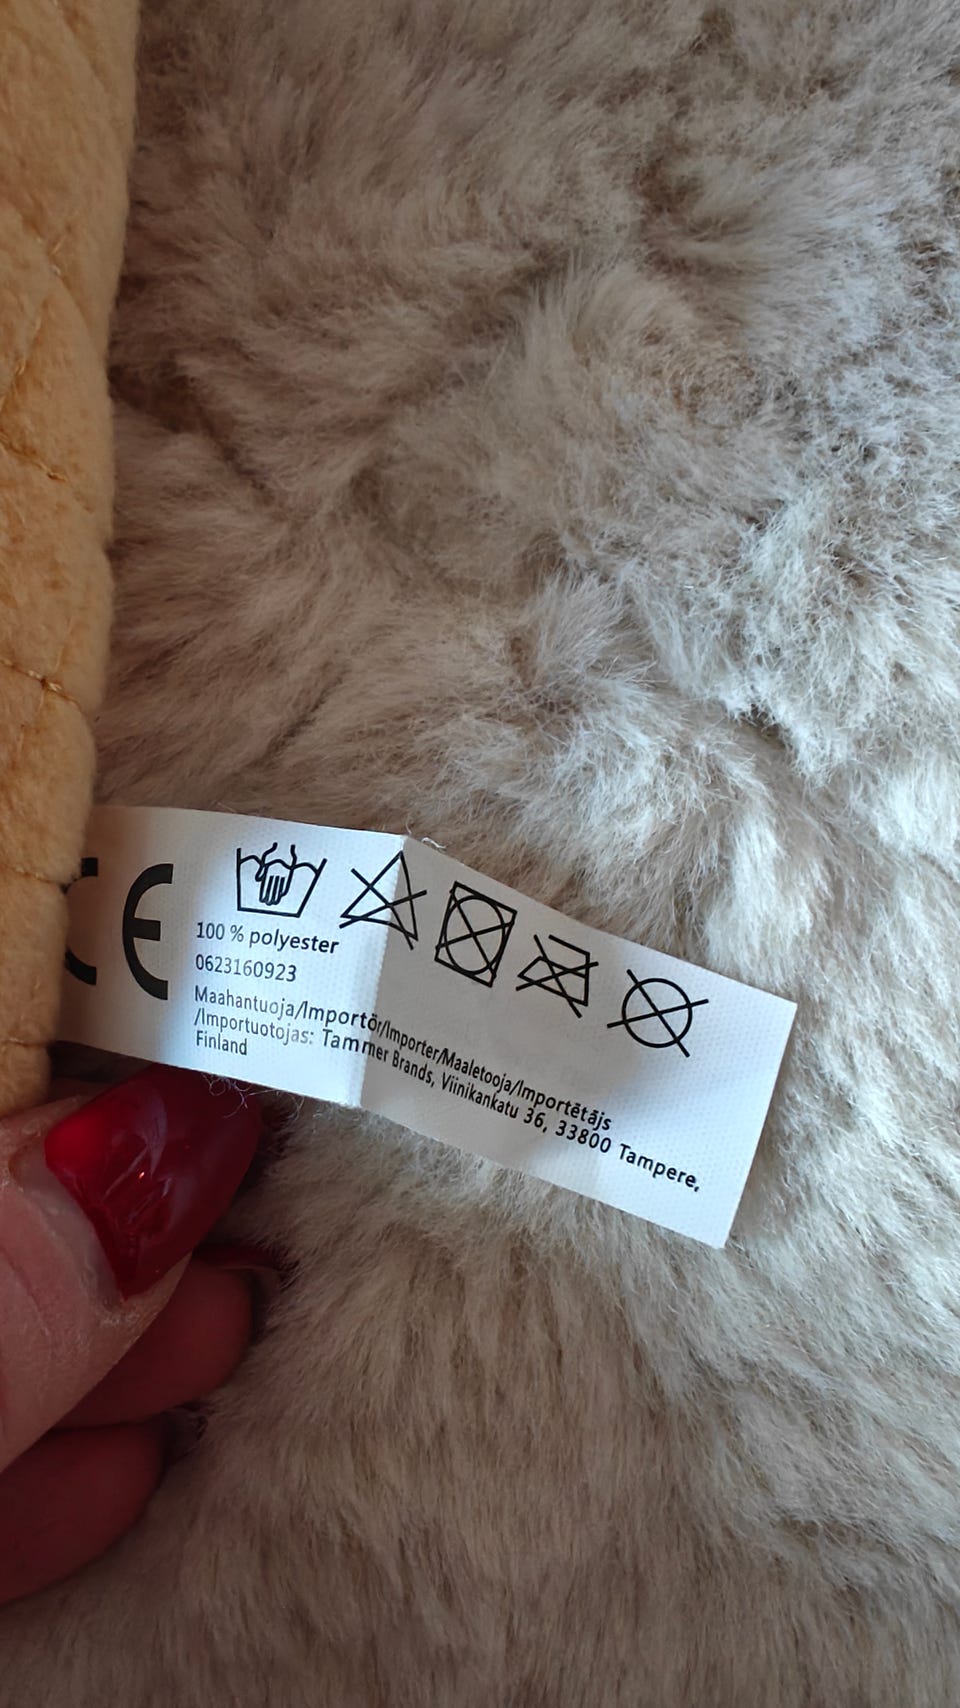 CE
100 % polyester
0623160923
Maahantuoja/Importör/Importer/Maaletooja/Importētājs
/Importuotojas: Tammer Brands, Viinikankatu 36, 33800 Tampere,
Finland